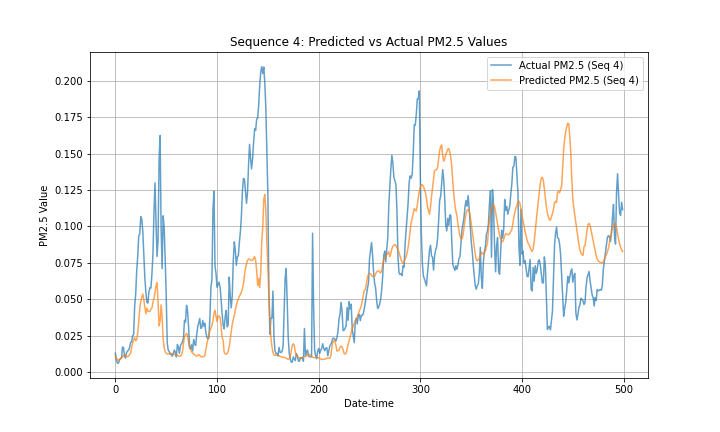 Sequence 4: Predicted vs Actual PM2.5 Values
Actual PM2.5 (Seq 4)
Predicted PM2.5 (Seq 4)
PM2.5 Value
0.200
0.175
0.150
0.125
0.100
0.075
0.050
0.025
0.000
0 100 200 300 400 500
Date-time